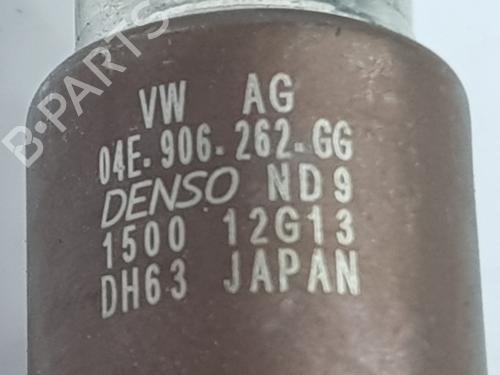 B-PARTS
VW AG
04E-906-262-GG
DENSO ND9
1500 12G13
DH63 JAPAN